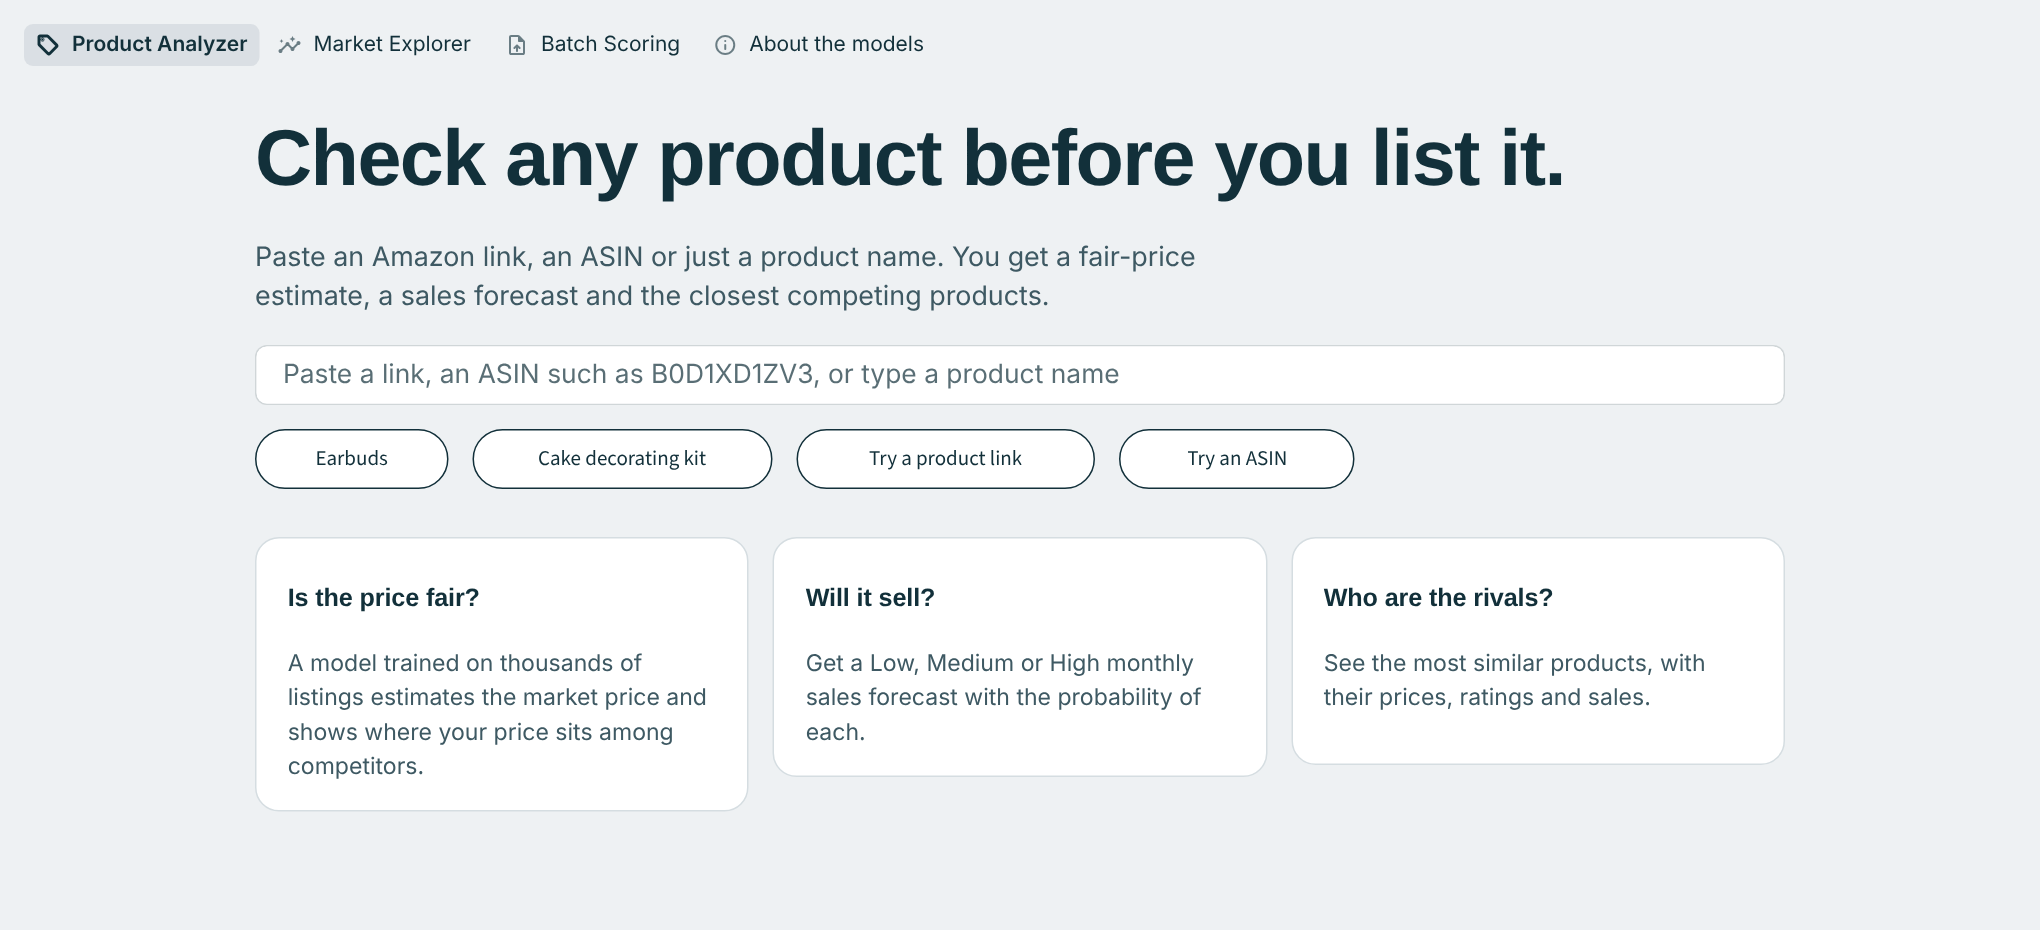 Product Analyzer
Market Explorer
Batch Scoring
About the models
Check any product before you list it.
Paste an Amazon link, an ASIN or just a product name. You get a fair-price
estimate, a sales forecast and the closest competing products.
Paste a link, an ASIN such as B0D1XD1ZV3, or type a product name
Earbuds
Cake decorating kit
Try a product link
Try an ASIN
Is the price fair?
A model trained on thousands of
listings estimates the market price and
shows where your price sits among
competitors.
Will it sell?
Get a Low, Medium or High monthly
sales forecast with the probability of
each.
Who are the rivals?
See the most similar products, with
their prices, ratings and sales.